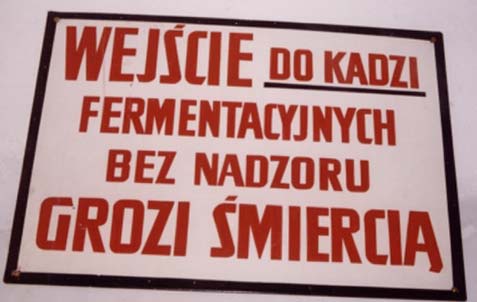 WEJŚCIE DO KADZI
FERMENTACYJNYCH
BEZ NADZORU
GROZI ŚMIERCIĄ